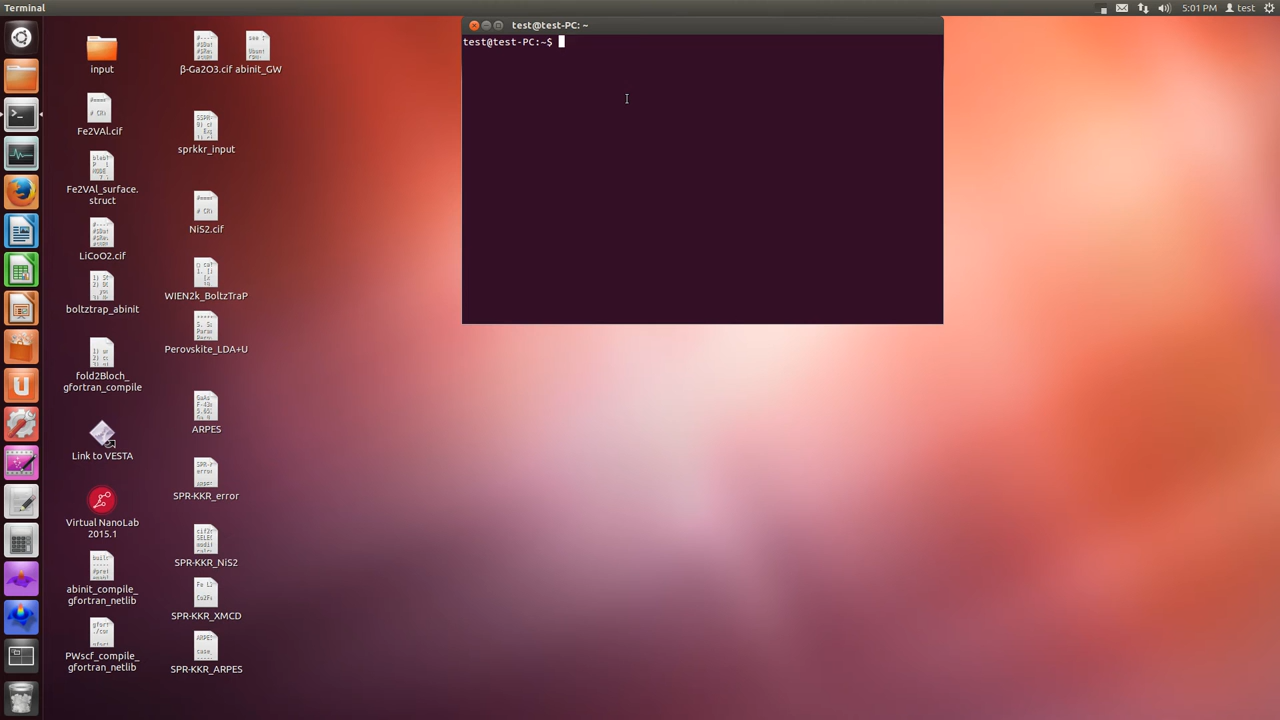 Terminal
5:01 PM
test
test@test-PC: ~
test@test-PC:~$
input
Fe2VAl.cif
Fe2VAl_surface.
struct
LiCoO2.cif
boltztrap_abinit
fold2Bloch_
gfortran_compile
Link to VESTA
Virtual NanoLab
2015.1
abinit_compile_
gfortran_netlib
PWscf_compile_
gfortran_netlib
β-Ga2O3.cif
sprkkr_input
NiS2.cif
WIEN2k_BoltzTraP
Perovskite_LDA+U
ARPES
SPR-KKR_error
SPR-KKR_NiS2
SPR-KKR_XMCD
SPR-KKR_ARPES
abinit_GW